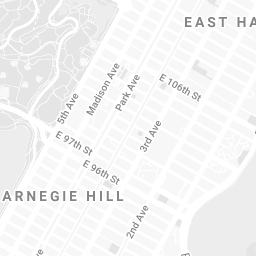 EAST HA
E 106th St
Madison Ave
Park Ave
5th Ave
E 97th St
3rd Ave
E 96th St
ARNEGIE HILL
2nd Ave